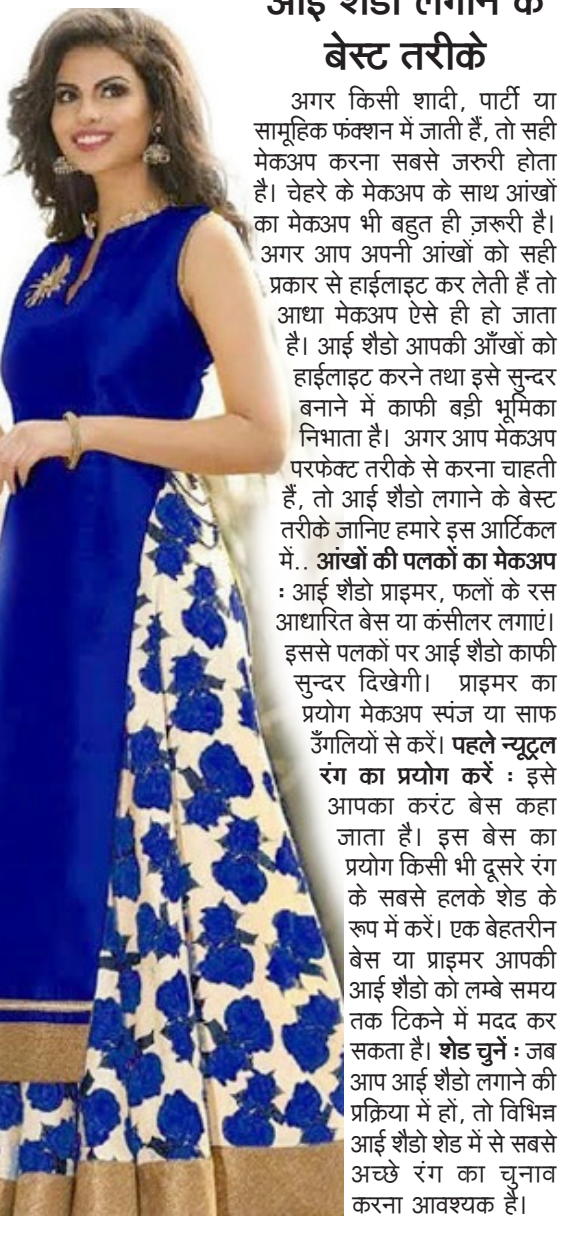 आई शैडो लगाने के
बेस्ट तरीके
अगर किसी शादी, पार्टी या
सामूहिक फंक्शन में जाती हैं, तो सही
मेकअप करना सबसे जरुरी होता
है। चेहरे के मेकअप के साथ आंखों
का मेकअप भी बहुत ही ज़रूरी है।
अगर आप अपनी आंखों को सही
प्रकार से हाईलाइट कर लेती हैं तो
आधा मेकअप ऐसे ही हो जाता
है। आई शैडो आपकी आँखों को
हाईलाइट करने तथा इसे सुन्दर
बनाने में काफी बड़ी भूमिका
निभाता है। अगर आप मेकअप
परफेक्ट तरीके से करना चाहती
हैं, तो आई शैडो लगाने के बेस्ट
तरीके जानिए हमारे इस आर्टिकल
में.. आंखों की पलकों का मेकअप
: आई शैडो प्राइमर, फलों के रस
आधारित बेस या कंसीलर लगाएं।
इससे पलकों पर आई शैडो काफी
सुन्दर दिखेगी। प्राइमर का
प्रयोग मेकअप स्पंज या साफ
उँगलियों से करें। पहले न्यूट्रल
रंग का प्रयोग करें : इसे
आपका करंट बेस कहा
जाता है। इस बेस का
प्रयोग किसी भी दूसरे रंग
के सबसे हलके शेड के
रूप में करें। एक बेहतरीन
बेस या प्राइमर आपकी
आई शैडो को लम्बे समय
तक टिकने में मदद कर
सकता है। शेड चुनें : जब
आप आई शैडो लगाने की
प्रक्रिया में हों, तो विभिन्न
आई शैडो शेड में से सबसे
अच्छे रंग का चुनाव
करना आवश्यक है।